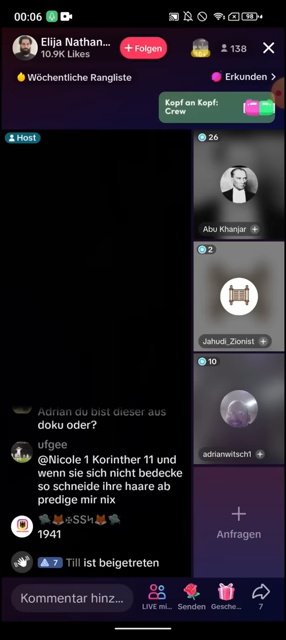 00:06
98
Elija Nathan...
10.9K Likes
+ Folgen
138
Wöchentliche Rangliste
Erkunden >
Kopf an Kopf:
Crew
Host
26
Abu Khanjar +
2
Jahudi_Zionist +
10
adrianwitsch1 +
Adrian du bist dieser aus
doku oder?
ufgee
@Nicole 1 Korinther 11 und
wenn sie sich nicht bedecke
so schneide ihre haare ab
predige mir nix
1941
7 Till ist beigetreten
+
Anfragen
Kommentar hinz...
LIVE mi...
Senden
Gesche...
7